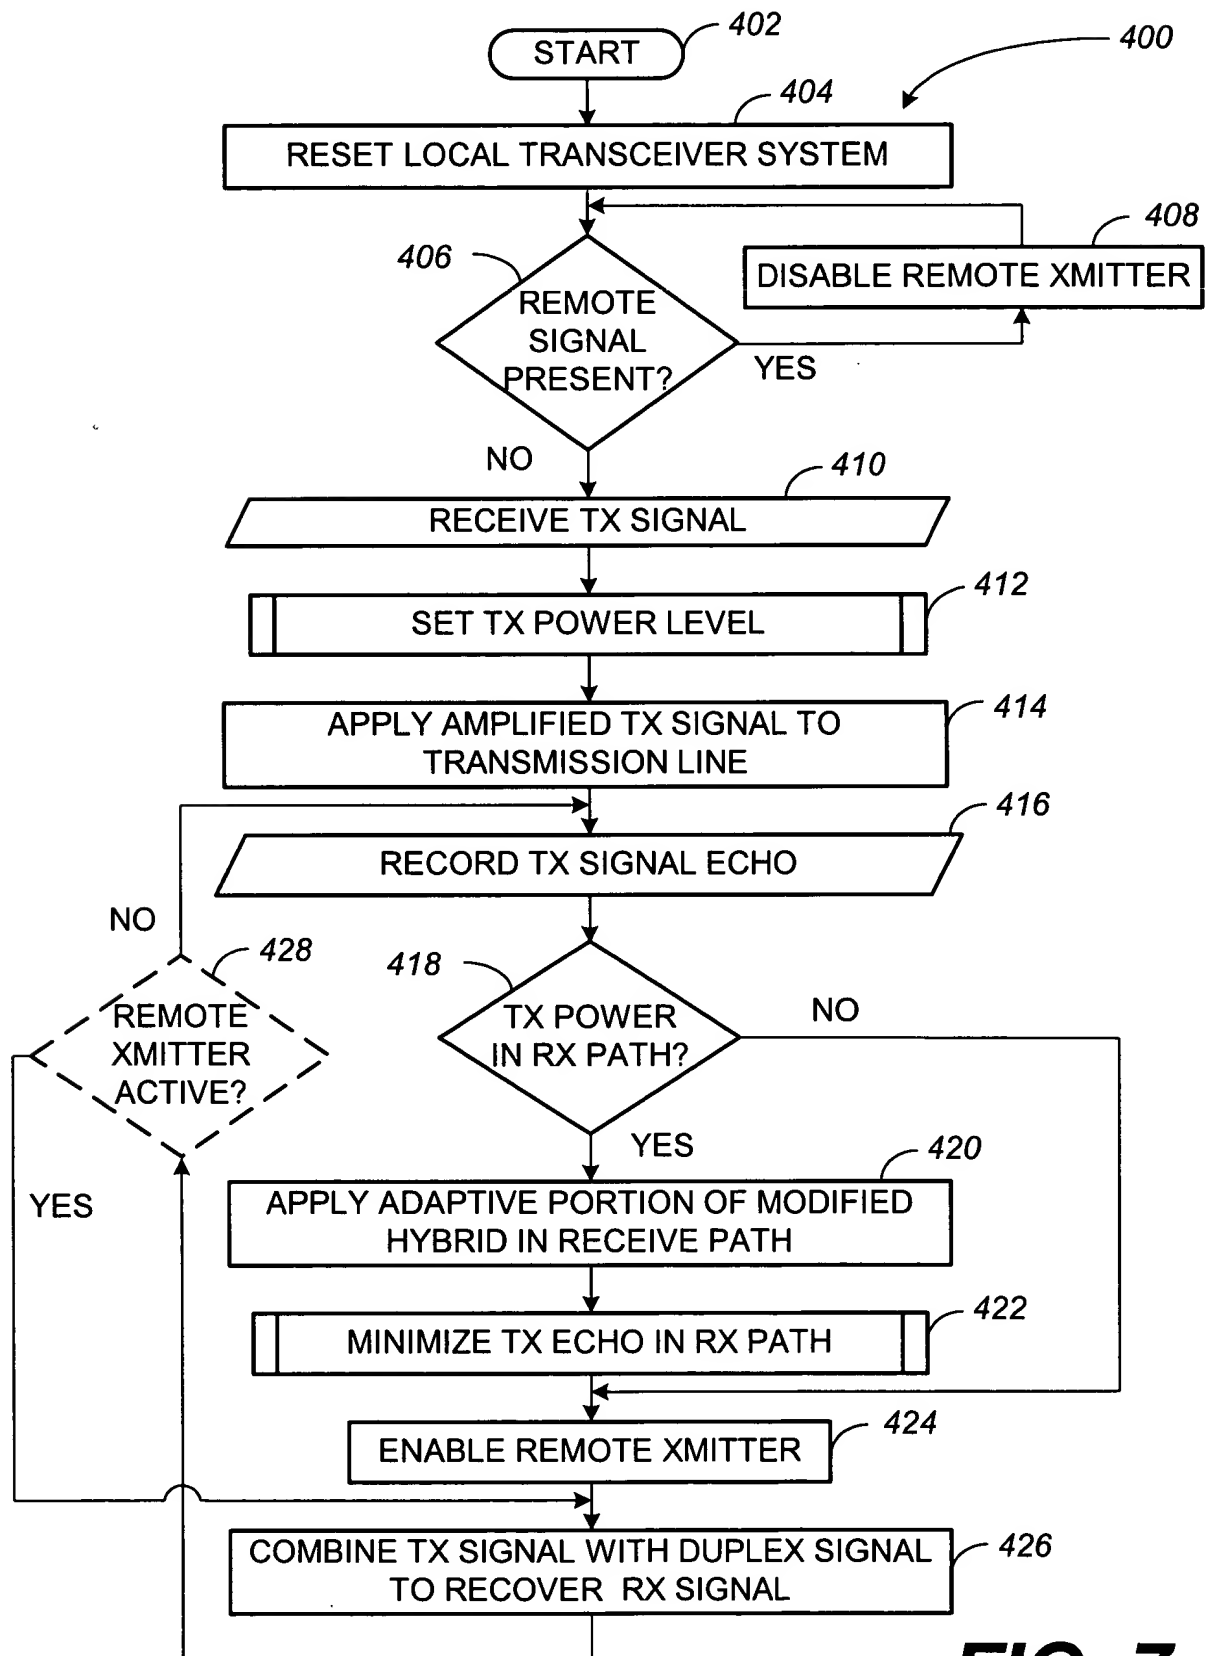 START
402
400
404
RESET LOCAL TRANSCEIVER SYSTEM
408
DISABLE REMOTE XMITTER
406
REMOTE
SIGNAL
PRESENT?
YES
NO
410
RECEIVE TX SIGNAL
412
SET TX POWER LEVEL
414
APPLY AMPLIFIED TX SIGNAL TO
TRANSMISSION LINE
416
RECORD TX SIGNAL ECHO
NO
428
REMOTE
XMITTER
ACTIVE?
YES
418
TX POWER
IN RX PATH?
NO
YES
420
APPLY ADAPTIVE PORTION OF MODIFIED
HYBRID IN RECEIVE PATH
422
MINIMIZE TX ECHO IN RX PATH
424
ENABLE REMOTE XMITTER
426
COMBINE TX SIGNAL WITH DUPLEX SIGNAL
TO RECOVER RX SIGNAL